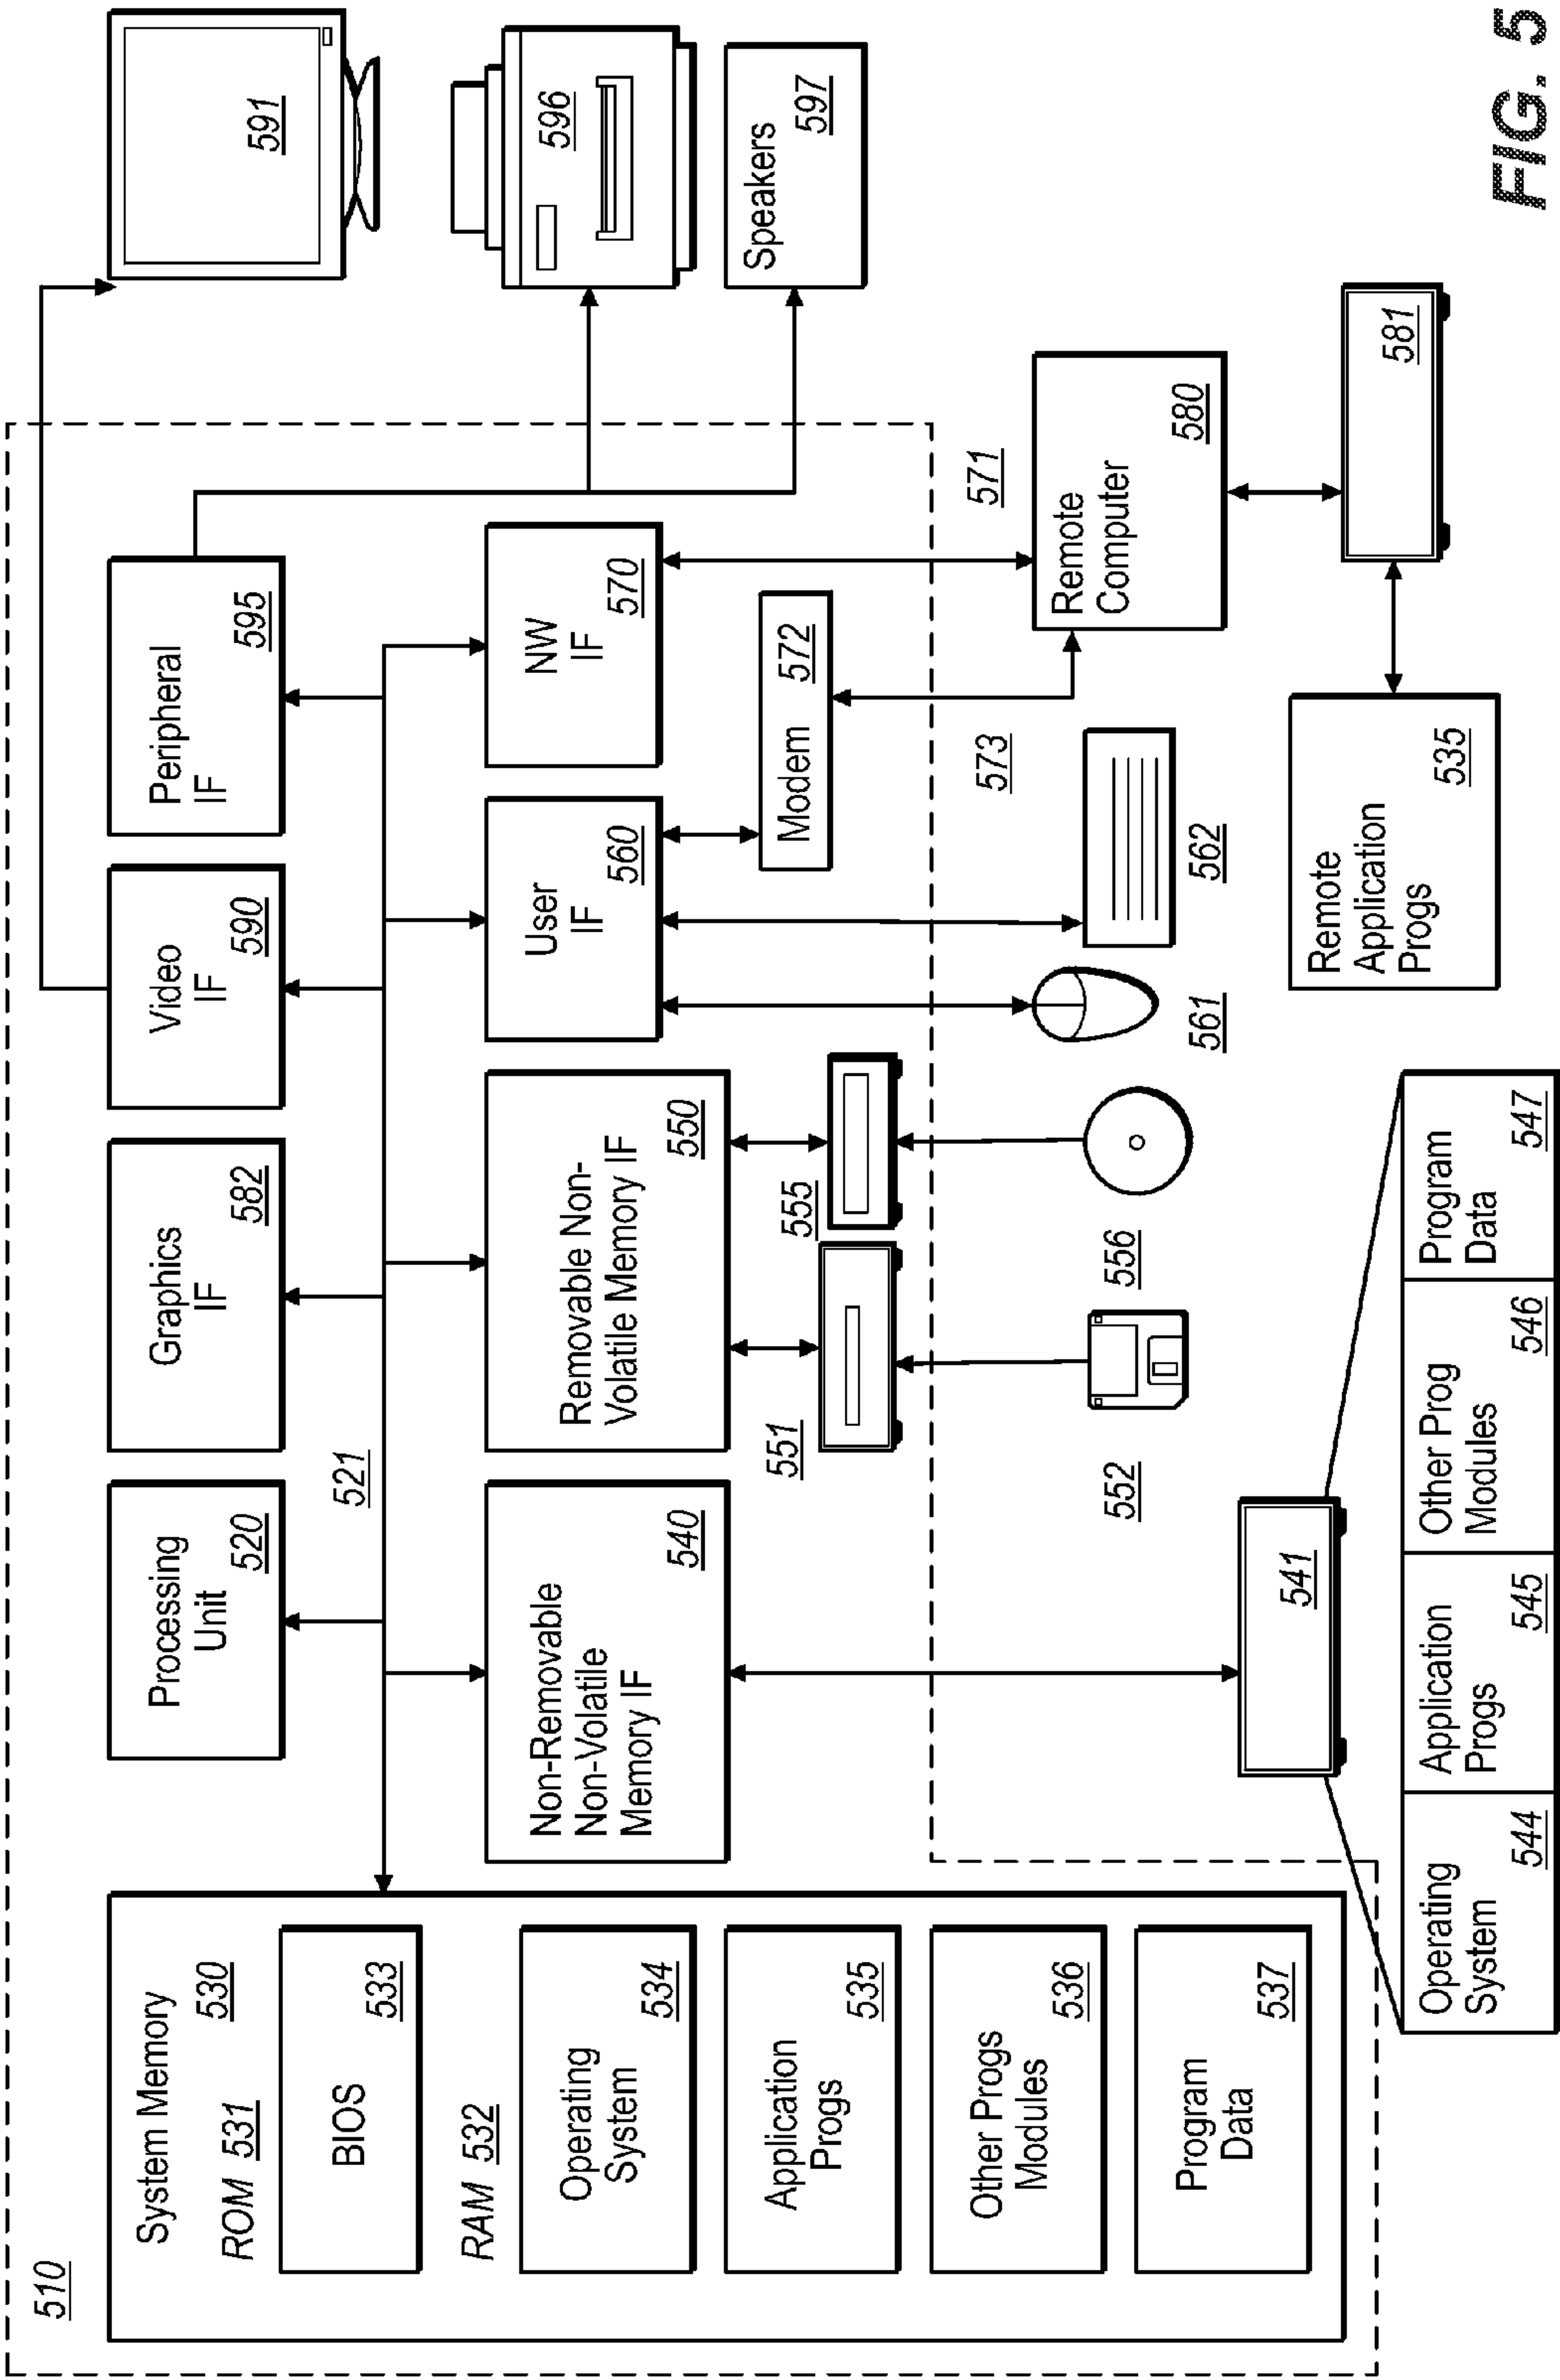 510
System Memory
530
ROM 531
BIOS
533
RAM 532
Operating
System
534
Application
Progs
535
Other Progs
Modules
536
Program
Data
537
Processing
Unit
520
Graphics
IF
582
Video
IF
590
Peripheral
IF
595
591
596
Speakers
597
521
Non-Removable
Non-Volatile
Memory IF
540
Removable Non-
Volatile Memory IF
550
User
IF
560
NW
IF
570
551
555
Modem
572
552
556
561
562
573
571
Remote
Computer
580
541
581
Remote
Application
Progs
535
Operating
System
544
Application
Progs
545
Other Prog
Modules
546
Program
Data
547
FIG. 5